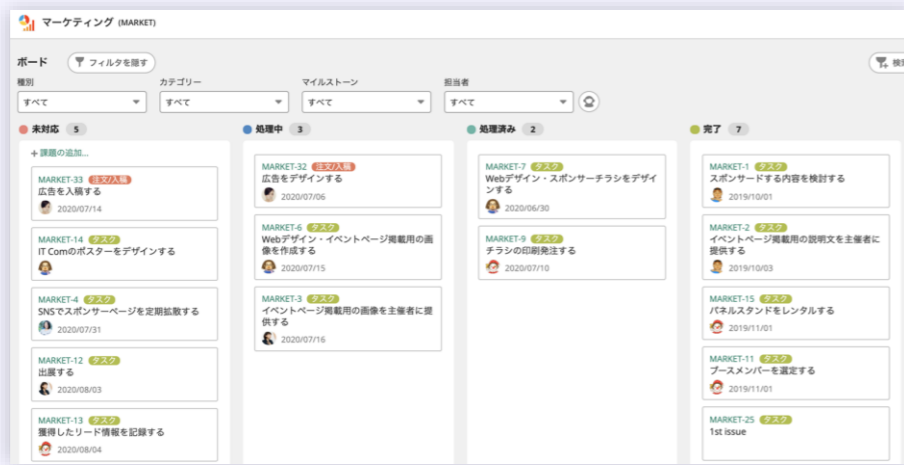 マーケティング (MARKET)
ボード
フィルタを隠す
種別
カテゴリー
マイルストーン
担当者
すべて
すべて
すべて
すべて
未対応 5
+課題の追加...
MARKET-33 注文/入稿
広告を入稿する
2020/07/14
MARKET-14 タスク
IT Comのポスターをデザインする
MARKET-4 タスク
SNSでスポンサーページを定期拡散する
2020/07/31
MARKET-12 タスク
出展する
2020/08/03
MARKET-13 タスク
獲得したリード情報を記録する
2020/08/04
処理中 3
MARKET-32 注文/入稿
広告をデザインする
2020/07/06
MARKET-6 タスク
Webデザイン・イベントページ掲載用の画
像を作成する
2020/07/15
MARKET-3 タスク
イベントページ掲載用の画像を主催者に提
供する
2020/07/16
処理済み 2
MARKET-7 タスク
Webデザイン・スポンサーチラシをデザイ
ンする
2020/06/30
MARKET-9 タスク
チラシの印刷発注する
2020/07/10
完了 7
MARKET-1 タスク
スポンサードする内容を検討する
2019/10/01
MARKET-2 タスク
イベントページ掲載用の説明文を主催者に
提供する
2019/10/03
MARKET-15 タスク
パネルスタンドをレンタルする
2019/11/01
MARKET-11 タスク
ブースメンバーを選定する
2019/11/01
MARKET-25 タスク
1st issue